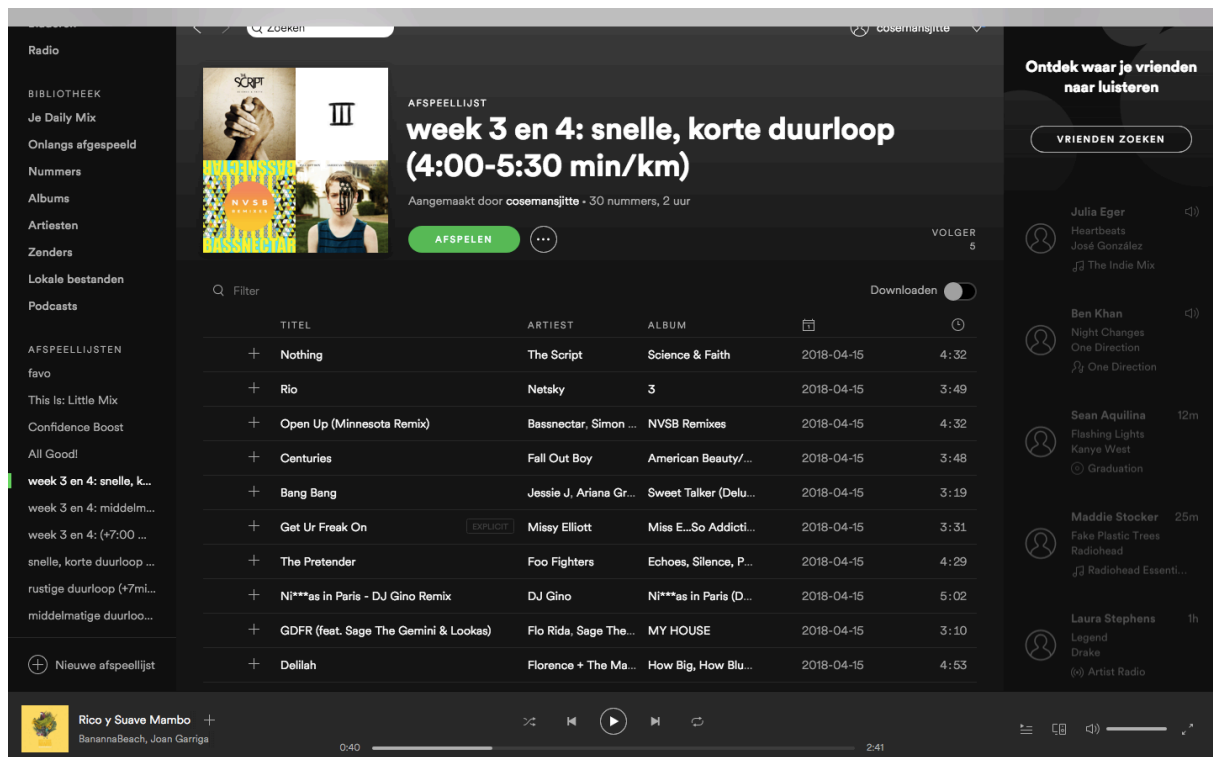 Zoeken
cosemansjitte
Radio
BIBLIOTHEEK
Je Daily Mix
Onlangs afgespeeld
Nummers
Albums
Artiesten
Zenders
Lokale bestanden
Podcasts
AFSPEELLIJSTEN
favo
This Is: Little Mix
Confidence Boost
All Good!
week 3 en 4: snelle, k...
week 3 en 4: middelm...
week 3 en 4: (+7:00 ...
snelle, korte duurloop ...
rustige duurloop (+7mi...
middelmatige duurloo...
Nieuwe afspeellijst
SCRIPT
III
BASSNECTAR
NVSB
REMIXES
BASSNECTAR
AFSPEELLIJST
week 3 en 4: snelle, korte duurloop
(4:00-5:30 min/km)
Aangemaakt door cosemansjitte • 30 nummers, 2 uur
AFSPELEN
VOLGER
5
Filter
Downloaden
TITEL ARTIEST ALBUM
Nothing The Script Science & Faith 2018-04-15 4:32
Rio Netsky 3 2018-04-15 3:49
Open Up (Minnesota Remix) Bassnectar, Simon ... NVSB Remixes 2018-04-15 4:32
Centuries Fall Out Boy American Beauty/... 2018-04-15 3:48
Bang Bang Jessie J, Ariana Gr... Sweet Talker (Delu... 2018-04-15 3:19
Get Ur Freak On EXPLICIT Missy Elliott Miss E...So Addicti... 2018-04-15 3:31
The Pretender Foo Fighters Echoes, Silence, P... 2018-04-15 4:29
Ni***as in Paris - DJ Gino Remix DJ Gino Ni***as in Paris (D... 2018-04-15 5:02
GDFR (feat. Sage The Gemini & Lookas) Flo Rida, Sage The... MY HOUSE 2018-04-15 3:10
Delilah Florence + The Ma... How Big, How Blu... 2018-04-15 4:53
Ontdek waar je vrienden
naar luisteren
VRIENDEN ZOEKEN
Julia Eger
Heartbeats
José González
The Indie Mix
Ben Khan
Night Changes
One Direction
One Direction
Sean Aquilina 12m
Flashing Lights
Kanye West
Graduation
Maddie Stocker 25m
Fake Plastic Trees
Radiohead
Radiohead Essenti...
Laura Stephens 1h
Legend
Drake
Artist Radio
Rico y Suave Mambo
BanannaBeach, Joan Garriga
0:40 2:41